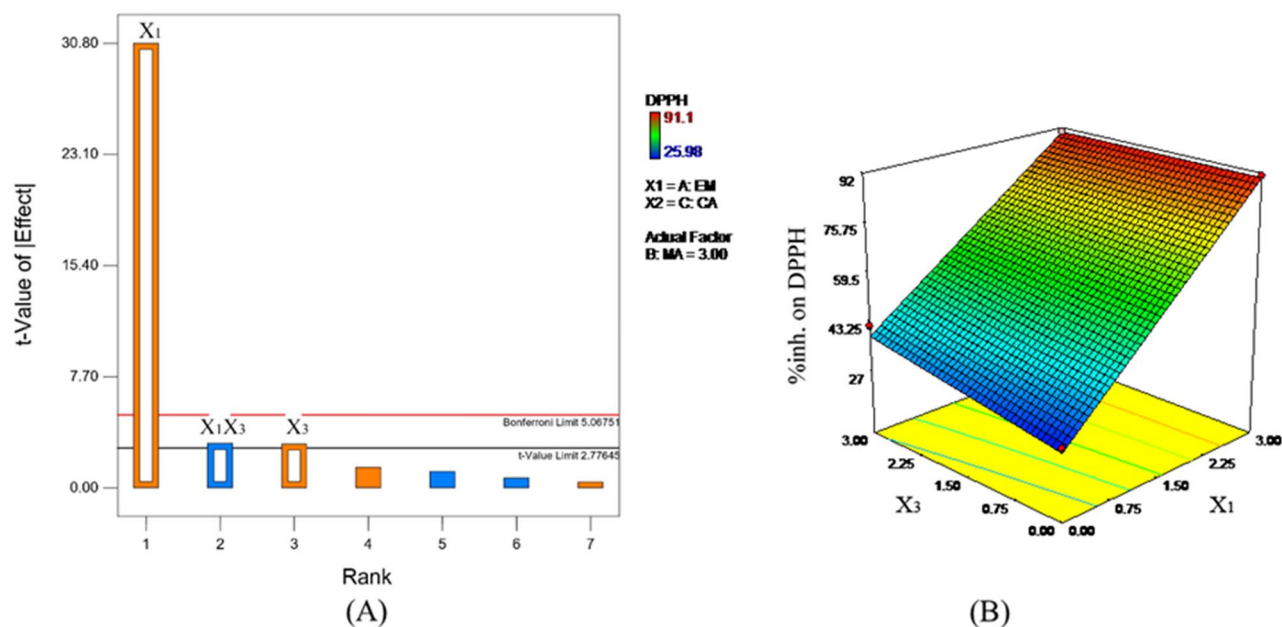 X1
30.80
23.10
15.40
7.70
0.00
t-Value of |Effect|
X1X3
X3
Bonferroni Limit 5.06751
t-Value Limit 2.77645
1 2 3 4 5 6 7
Rank
(A)
DPPH
91.1
25.98
X1 = A: EM
X2 = C: CA
Actual Factor
B: MA = 3.00
%inh. on DPPH
92
75.75
59.5
43.25
27
3.00
2.25
1.50
0.75
0.00
X3
3.00
2.25
1.50
0.75
0.00
X1
(B)